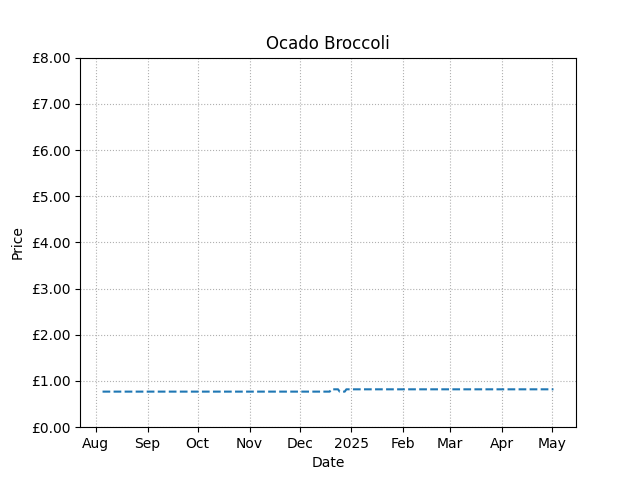 Ocado Broccoli
£8.00
£7.00
£6.00
£5.00
£4.00
£3.00
£2.00
£1.00
£0.00
Price
Aug Sep Oct Nov Dec 2025 Feb Mar Apr May
Date